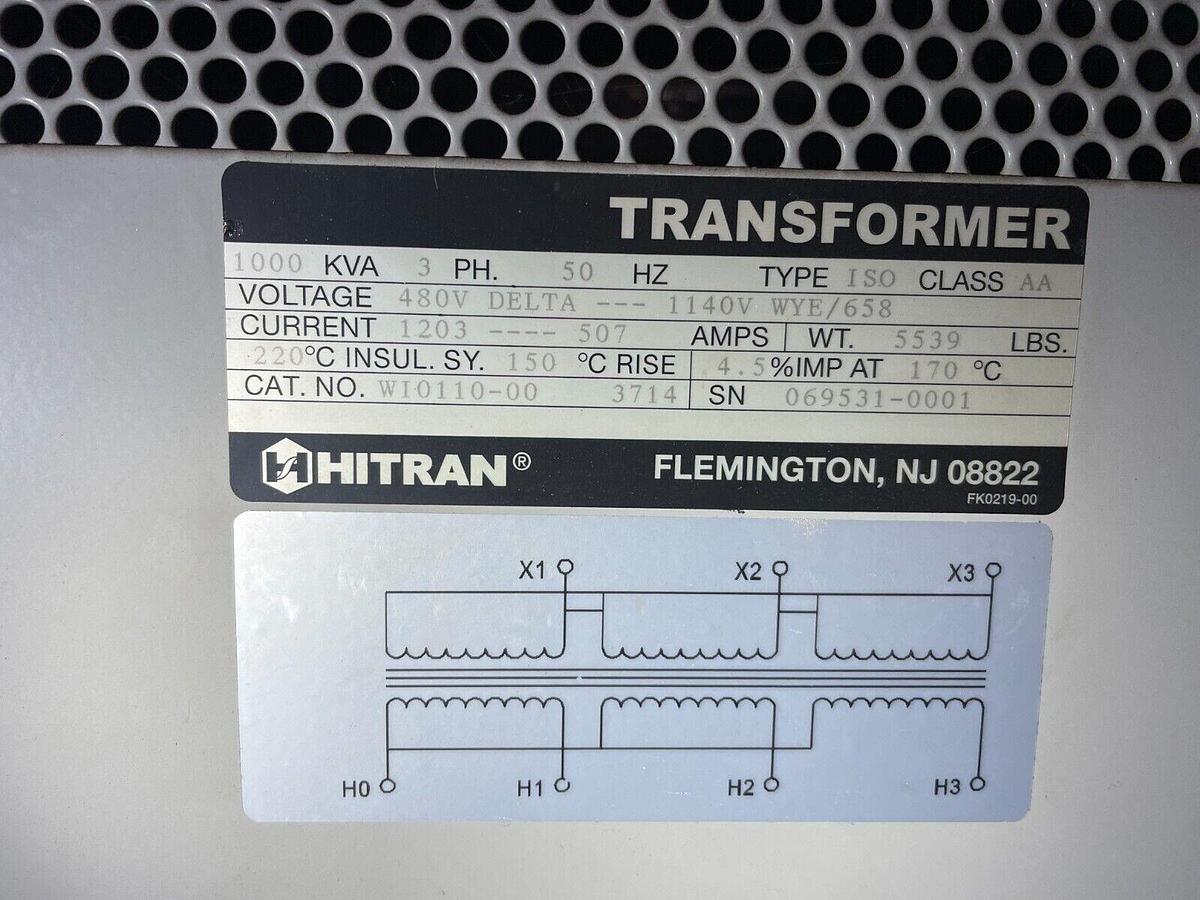 TRANSFORMER
1000 KVA 3 PH. 50 HZ TYPE ISO CLASS AA
VOLTAGE 480V DELTA --- 1140V WYE/658
CURRENT 1203 ---- 507 AMPS WT. 5539 LBS.
220°C INSUL. SY. 150 °C RISE 4.5%IMP AT 170 °C
CAT. NO. WI0110-00 3714 SN 069531-0001
HITRAN® FLEMINGTON, NJ 08822
FK0219-00
X1 X2 X3
H0 H1 H2 H3